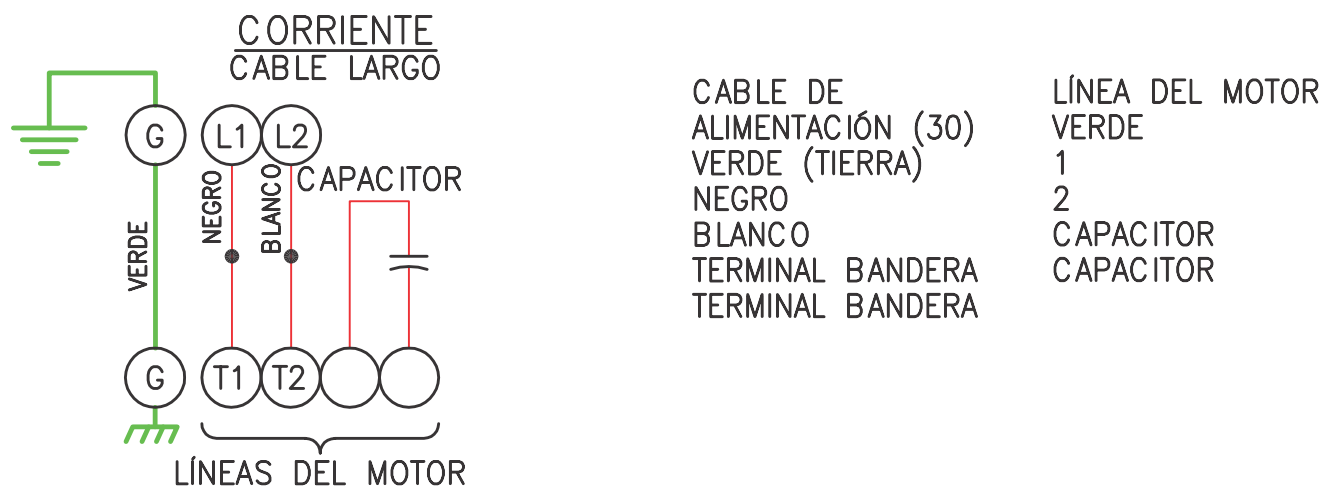 CORRIENTE
CABLE LARGO
G
L1
L2
CAPACITOR
VERDE
NEGRO
BLANCO
G
T1
T2
LÍNEAS DEL MOTOR
CABLE DE LÍNEA DEL MOTOR
ALIMENTACIÓN (30) VERDE
VERDE (TIERRA) 1
NEGRO 2
BLANCO CAPACITOR
TERMINAL BANDERA CAPACITOR
TERMINAL BANDERA